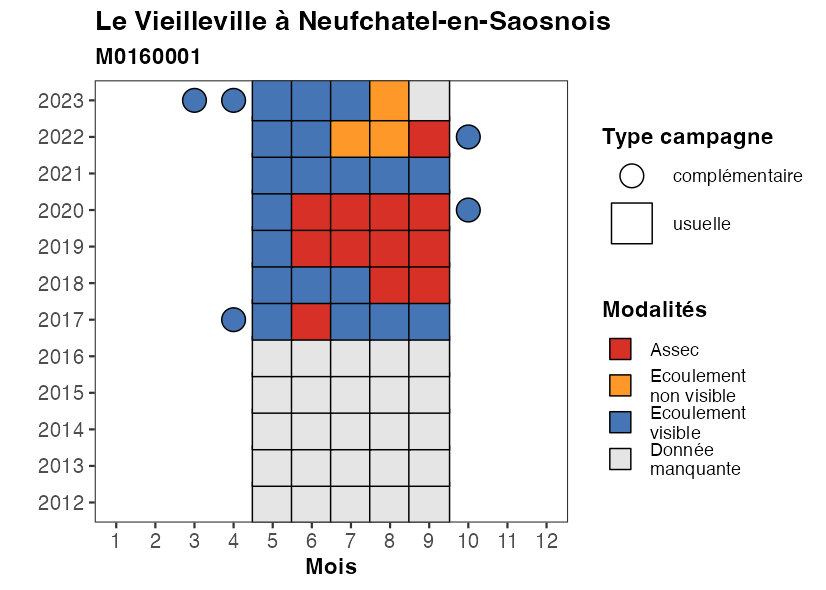 Le Vieilleville à Neufchatel-en-Saosnois
M0160001
2023
2022
2021
2020
2019
2018
2017
2016
2015
2014
2013
2012
1 2 3 4 5 6 7 8 9 10 11 12
Mois
Type campagne
complémentaire
usuelle
Modalités
Assec
Ecoulement
non visible
Ecoulement
visible
Donnée
manquante